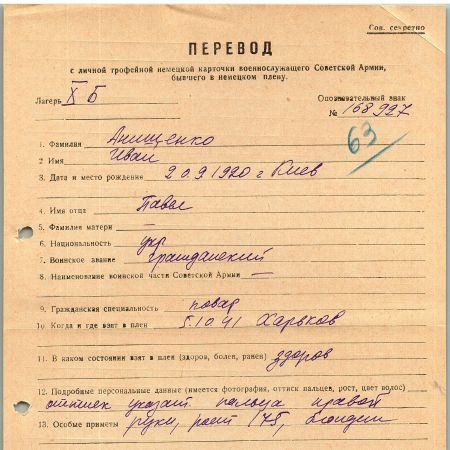 Сов. секретно
ПЕРЕВОД
с личной трофейной немецкой карточки военнослужащего Советской Армии,
бывшего в немецком плену.
Лагерь X Б
Опознавательный знак
№ 168927
63
1. Фамилия Анищенко
2 Имя Иван
3. Дата и место рождения 20.9.1920 г Киев
4. Имя отца Павел
5. Фамилия матери —
6. Национальность укр
7. Воинское звание гражданский
8. Наименование воинской части Советской Армии —
9. Гражданская специальность повар
10. Когда и где взят в плен 5.10 41 Харьков
11. В каком состоянии взят в плен (здоров, болен, ранен) здоров
12. Подробные персональные данные (имеется фотография, оттиск пальцев, рост, цвет волос)
оттиск указат. пальца правой
13. Особые приметы руки, рост 175, блондин